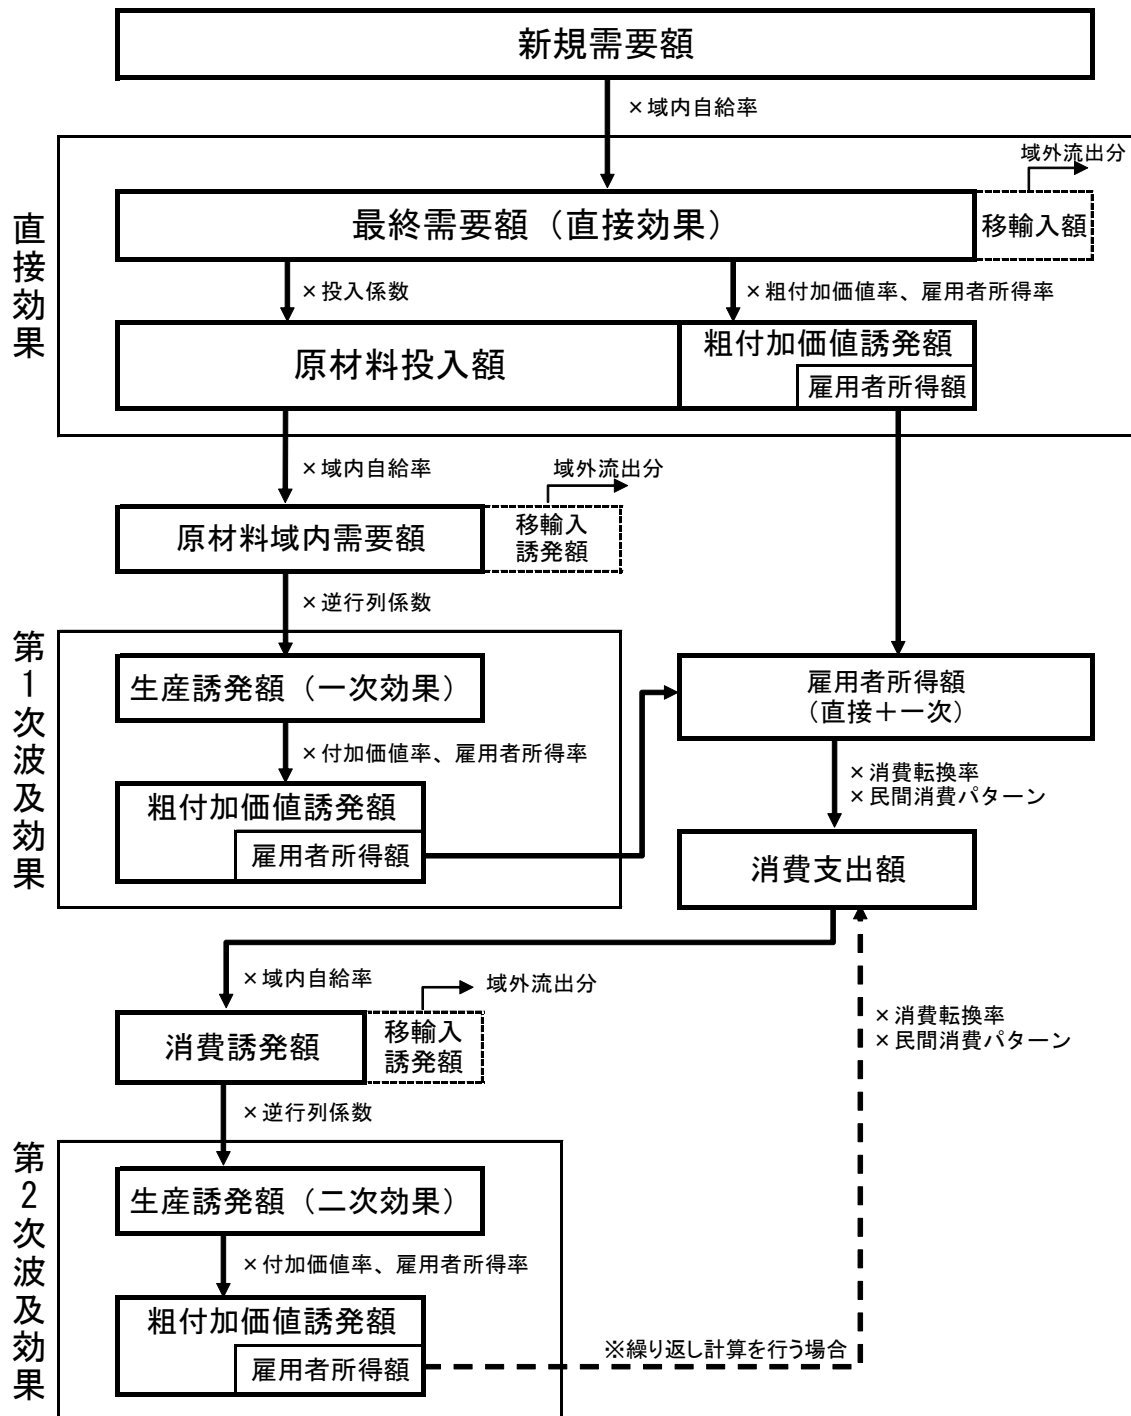 新規需要額
×域内自給率
域外流出分
直接効果
最終需要額（直接効果）
移輸入額
×投入係数
×粗付加価値率、雇用者所得率
原材料投入額
粗付加価値誘発額
雇用者所得額
×域内自給率
域外流出分
原材料域内需要額
移輸入
誘発額
×逆行列係数
第1次波及効果
生産誘発額（一次効果）
雇用者所得額
（直接＋一次）
×付加価値率、雇用者所得率
×消費転換率
×民間消費パターン
粗付加価値誘発額
雇用者所得額
消費支出額
×域内自給率
域外流出分
消費誘発額
移輸入
誘発額
×消費転換率
×民間消費パターン
×逆行列係数
第2次波及効果
生産誘発額（二次効果）
×付加価値率、雇用者所得率
粗付加価値誘発額
雇用者所得額
※繰り返し計算を行う場合